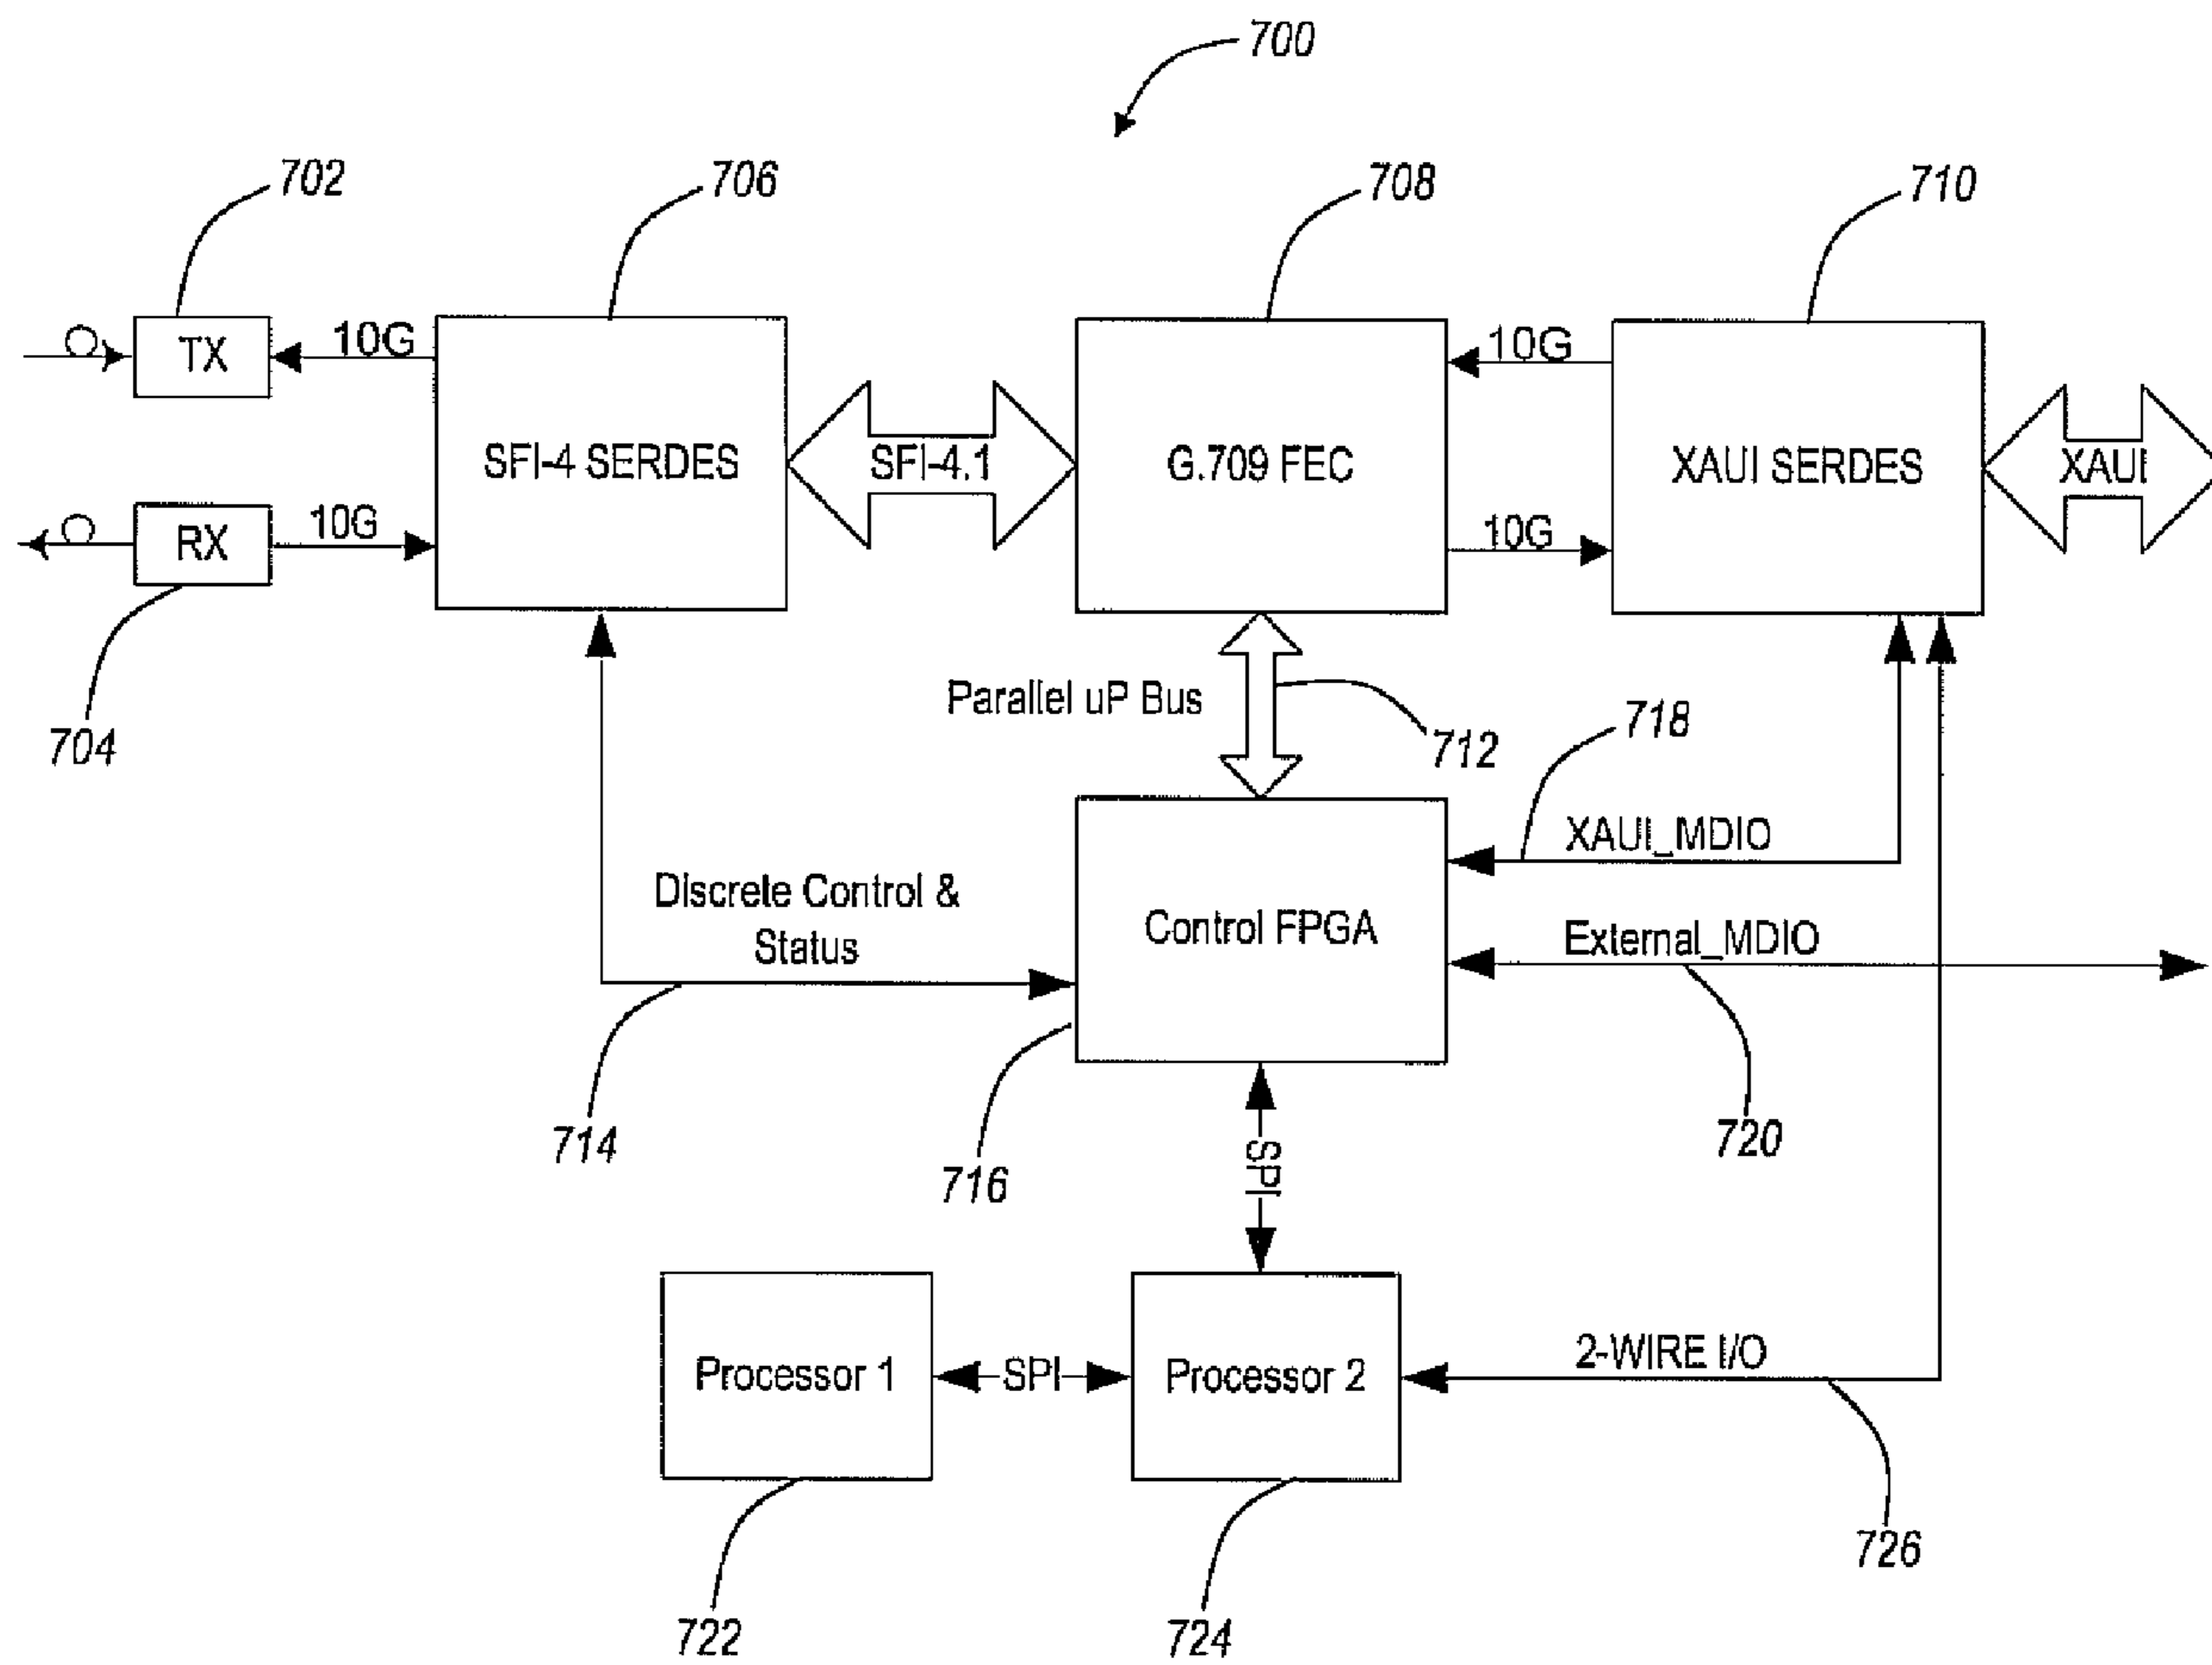 700
702
706
708
710
TX
10G
SFI-4 SERDES
SFI-4.1
G.709 FEC
10G
XAUI SERDES
XAUI
RX
10G
10G
704
Parallel uP Bus
712
718
XAUI_MDIO
Discrete Control &
Status
Control FPGA
External_MDIO
714
716
SPI
720
Processor 1
SPI
Processor 2
2-WIRE I/O
726
722
724